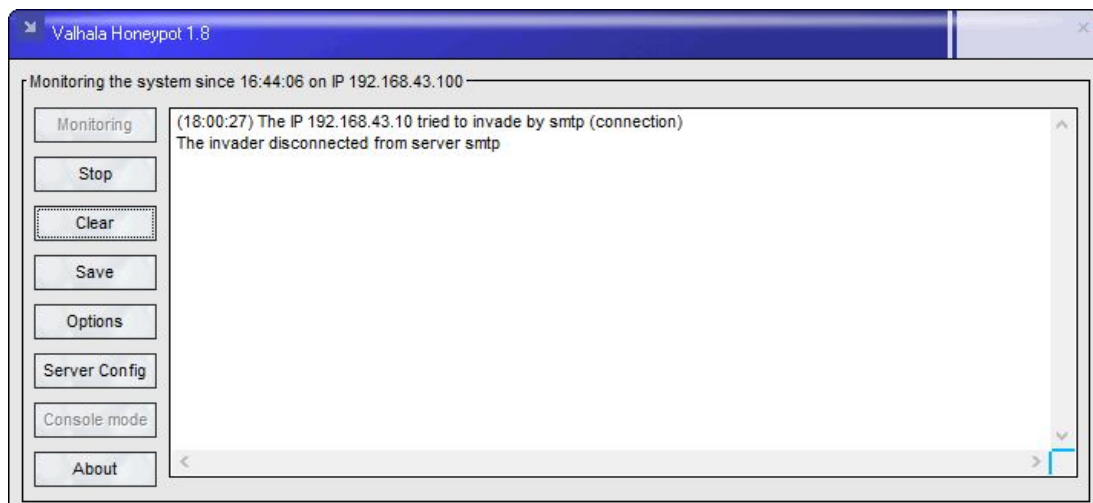 Valhala Honeypot 1.8
Monitoring the system since 16:44:06 on IP 192.168.43.100
Monitoring
Stop
Clear
Save
Options
Server Config
Console mode
About
(18:00:27) The IP 192.168.43.10 tried to invade by smtp (connection)
The invader disconnected from server smtp